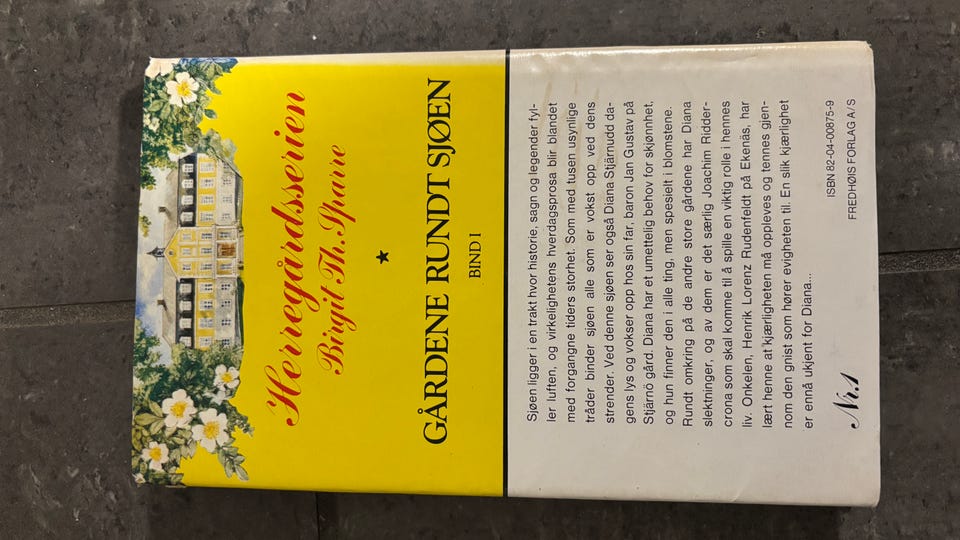 Herregårdsserien
Birgit Th. Spare
★
GÅRDENE RUNDT SJØEN
BIND I
Sjøen ligger i en trakt hvor historie, sagn og legender fyl-
ler luften, og virkelighetens hverdagsprosa blir blandet
med forgangne tiders storhet. Som med tusen usynlige
tråder binder sjøen alle som er vokst opp ved dens
strender. Ved denne sjøen ser også Diana Stjärnudd da-
gens lys og vokser opp hos sin far, baron Jan Gustav på
Stjärnö gård. Diana har et umettelig behov for skjønnhet,
og hun finner den i alle ting, men spesielt i blomstene.
Rundt omkring på de andre store gårdene har Diana
slektninger, og av dem er det særlig Joachim Ridder-
crona som skal komme til å spille en viktig rolle i hennes
liv. Onkelen, Henrik Lorenz Rudenfeldt på Ekenäs, har
lært henne at kjærligheten må oppleves og tennes gjen-
nom den gnist som hører evigheten til. En slik kjærlighet
er ennå ukjent for Diana...
ISBN 82-04-00875-9
FREDHØIS FORLAG A/S
Nr. 1